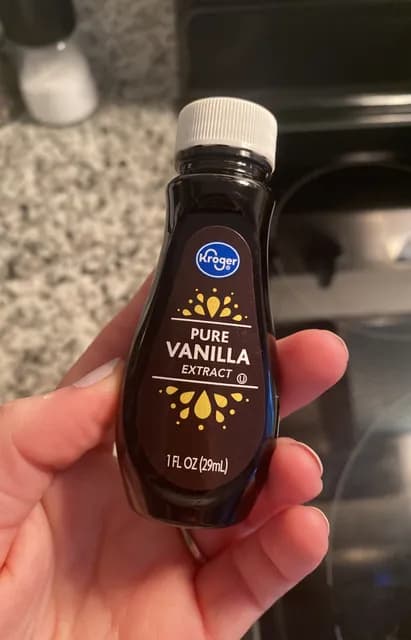 Kroger
PURE
VANILLA
EXTRACT
1 FL OZ (29mL)